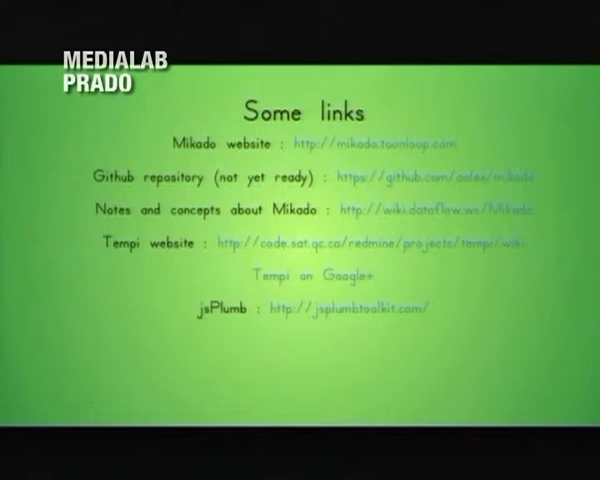 MEDIALAB
PRADO
Some links
Mikado website : http://mikado.toonloop.com
Github repository (not yet ready) : https://github.com/aalex/mikado
Notes and concepts about Mikado : http://wiki.dataflow.ws/Mikado
Tempi website : http://code.sat.qc.ca/redmine/projects/tempi/wiki
Tempi on Google+
jsPlumb : http://jsplumbtoolkit.com/